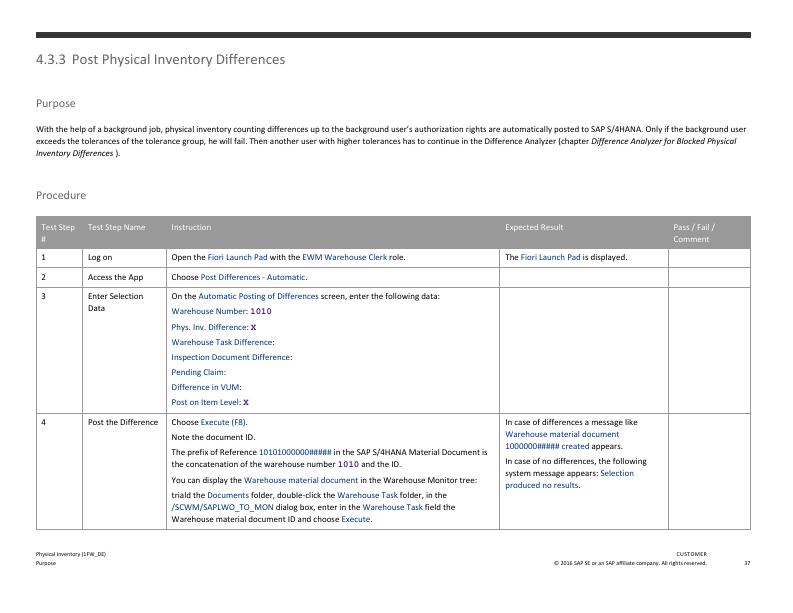 4.3.3 Post Physical Inventory Differences
Purpose
With the help of a background job, physical inventory counting differences up to the background user's authorization rights are automatically posted to SAP S/4HANA. Only if the background user
exceeds the tolerances of the tolerance group, he will fail. Then another user with higher tolerances has to continue in the Difference Analyzer (chapter Difference Analyzer for Blocked Physical
Inventory Differences ).
Procedure
Test Step
#
Test Step Name
Instruction
Expected Result
Pass / Fail /
Comment
1
Log on
Open the Fiori Launch Pad with the EWM Warehouse Clerk role.
The Fiori Launch Pad is displayed.
2
Access the App
Choose Post Differences - Automatic.
3
Enter Selection
Data
On the Automatic Posting of Differences screen, enter the following data:
Warehouse Number: 1010
Phys. Inv. Difference: X
Warehouse Task Difference:
Inspection Document Difference:
Pending Claim:
Difference in VUM:
Post on Item Level: X
4
Post the Difference
Choose Execute (F8).
Note the document ID.
The prefix of Reference 10101000000##### in the SAP S/4HANA Material Document is
the concatenation of the warehouse number 1010 and the ID.
You can display the Warehouse material document in the Warehouse Monitor tree:
triald the Documents folder, double-click the Warehouse Task folder, in the
/SCWM/SAPLWO_TO_MON dialog box, enter in the Warehouse Task field the
Warehouse material document ID and choose Execute.
In case of differences a message like
Warehouse material document
1000000##### created appears.
In case of no differences, the following
system message appears: Selection
produced no results.
Physical Inventory (1FW_DE)
Purpose
CUSTOMER
© 2016 SAP SE or an SAP affiliate company. All rights reserved.
37